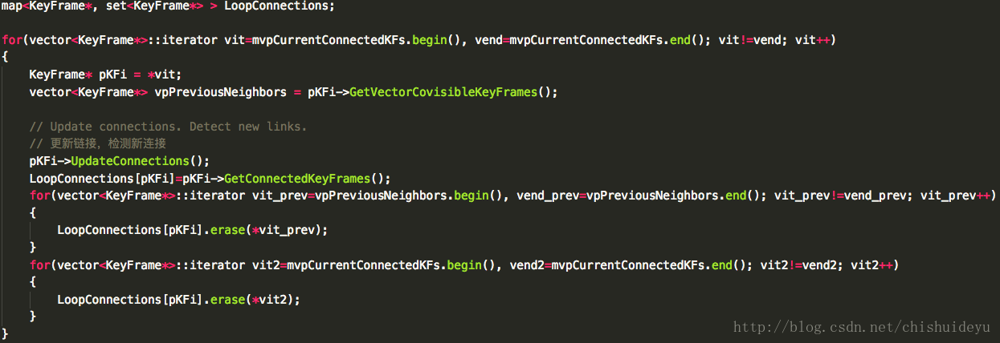 map<KeyFrame*, set<KeyFrame*> > LoopConnections;
for(vector<KeyFrame*>::iterator vit=mvpCurrentConnectedKFs.begin(), vend=mvpCurrentConnectedKFs.end(); vit!=vend; vit++)
{
    KeyFrame* pKFi = *vit;
    vector<KeyFrame*> vpPreviousNeighbors = pKFi->GetVectorCovisibleKeyFrames();
    // Update connections. Detect new links.
    // 更新链接，检测新连接
    pKFi->UpdateConnections();
    LoopConnections[pKFi]=pKFi->GetConnectedKeyFrames();
    for(vector<KeyFrame*>::iterator vit_prev=vpPreviousNeighbors.begin(), vend_prev=vpPreviousNeighbors.end(); vit_prev!=vend_prev; vit_prev++)
    {
        LoopConnections[pKFi].erase(*vit_prev);
    }
    for(vector<KeyFrame*>::iterator vit2=mvpCurrentConnectedKFs.begin(), vend2=mvpCurrentConnectedKFs.end(); vit2!=vend2; vit2++)
    {
        LoopConnections[pKFi].erase(*vit2);
    }
}
http://blog.csdn.net/chishuideyu